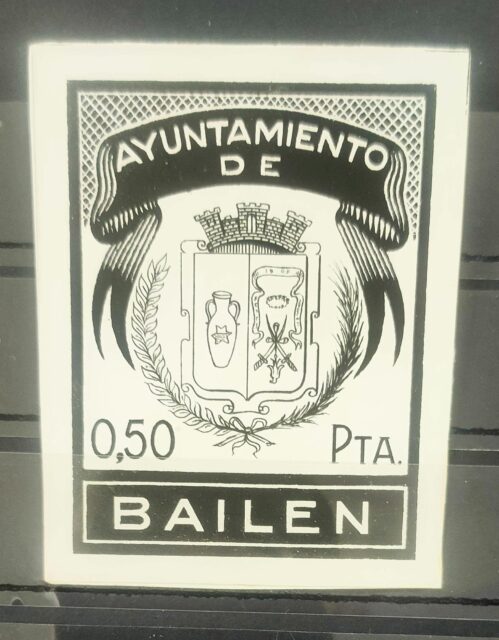 AYUNTAMIENTO
DE
0,50 PTA.
BAILEN